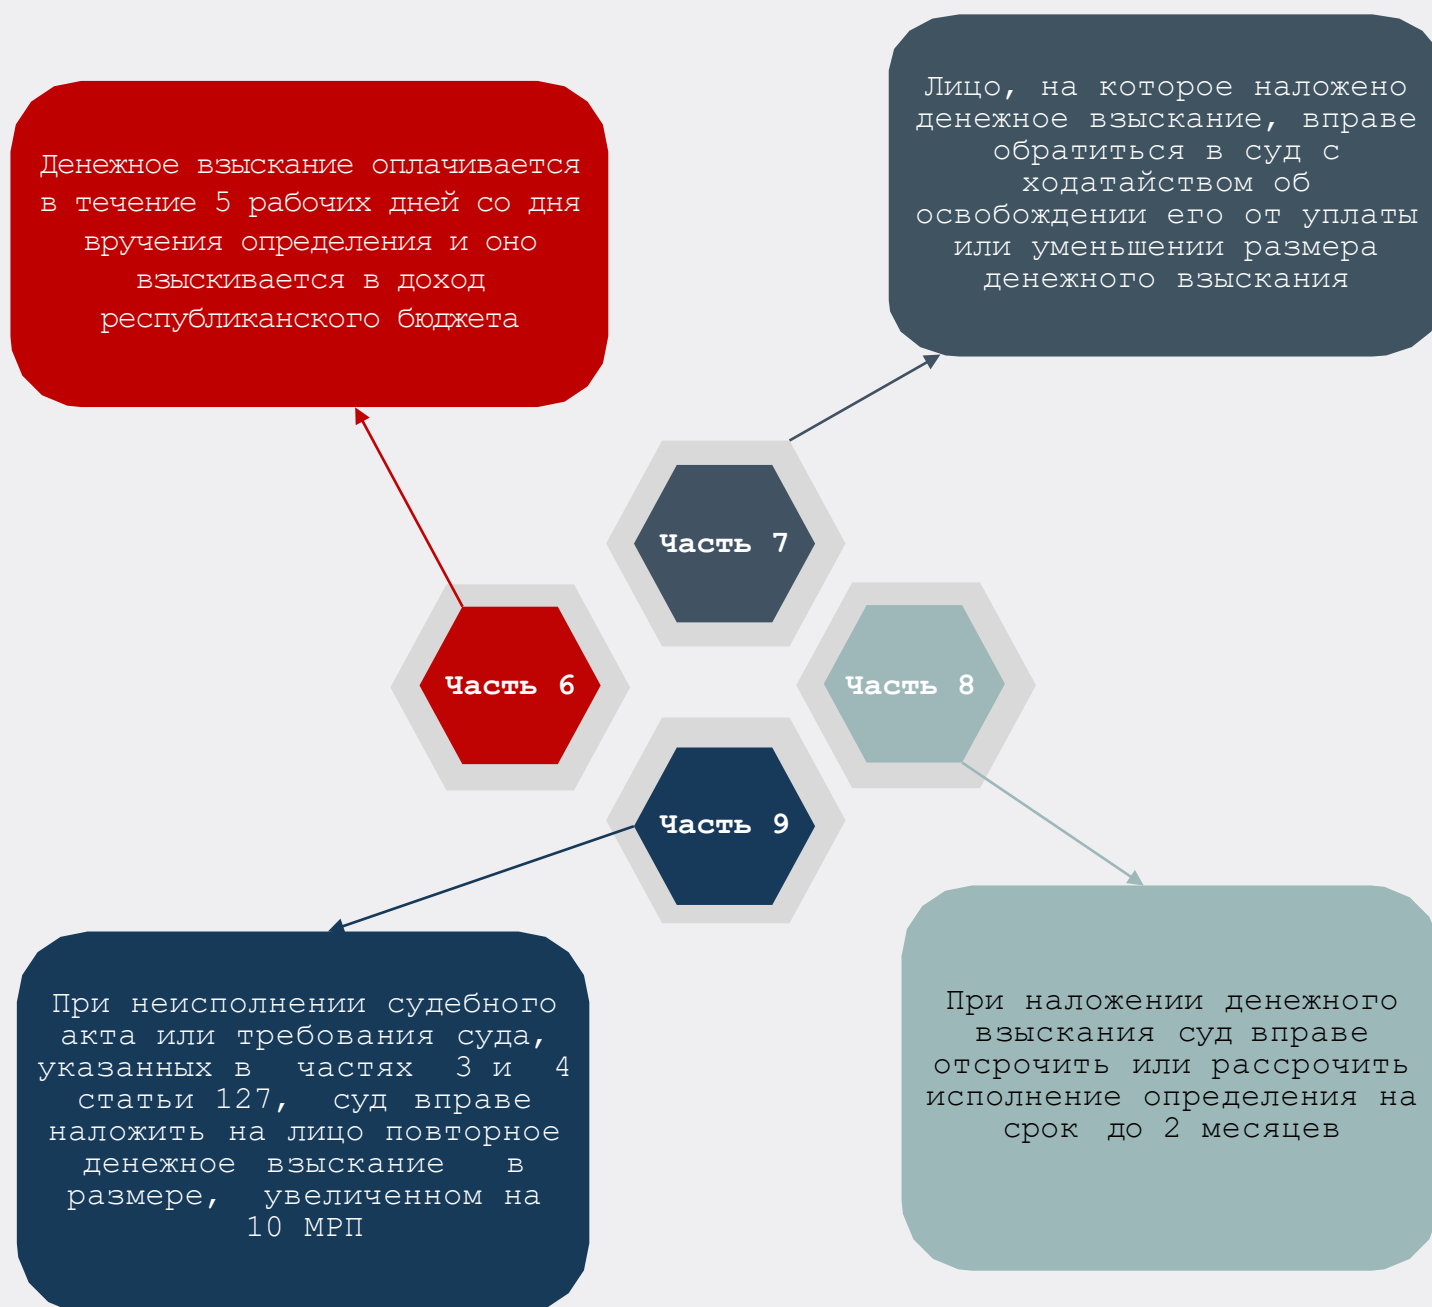 Денежное взыскание оплачивается
в течение 5 рабочих дней со дня
вручения определения и оно
взыскивается в доход
республиканского бюджета
Лицо, на которое наложено
денежное взыскание, вправе
обратиться в суд с
ходатайством об
освобождении его от уплаты
или уменьшении размера
денежного взыскания
Часть 7
Часть 6
Часть 8
Часть 9
При неисполнении судебного
акта или требования суда,
указанных в частях 3 и 4
статьи 127, суд вправе
наложить на лицо повторное
денежное взыскание в
размере, увеличенном на
10 МРП
При наложении денежного
взыскания суд вправе
отсрочить или рассрочить
исполнение определения на
срок до 2 месяцев